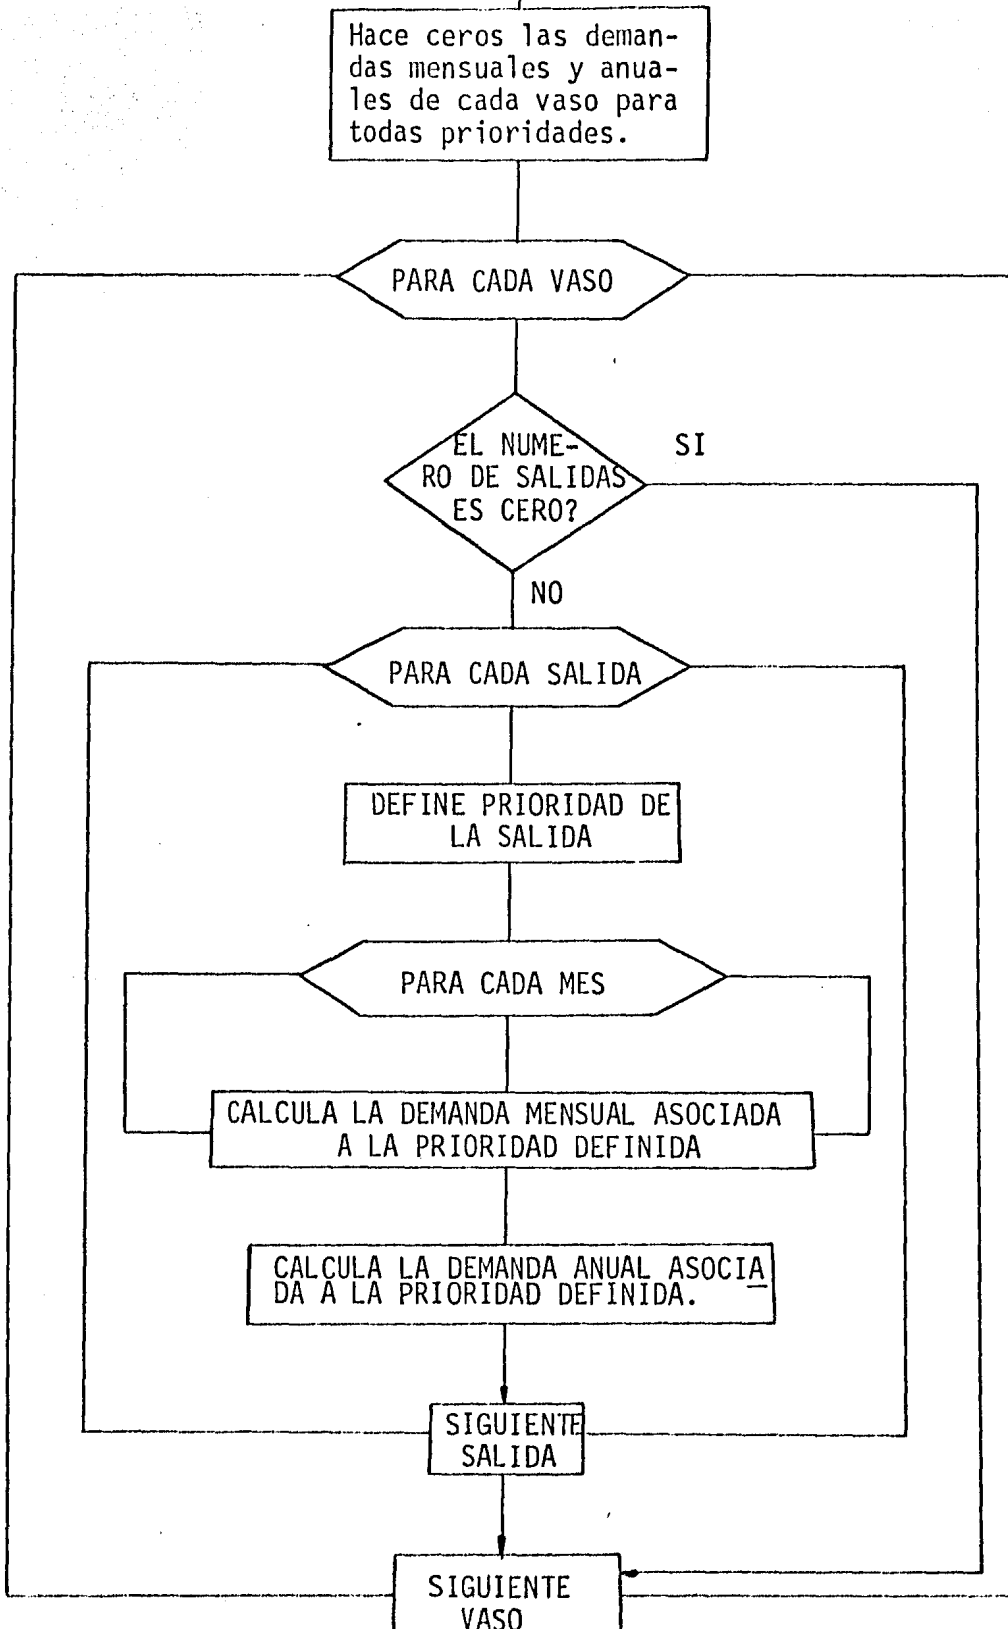 Hace ceros las deman-
das mensuales y anua-
les de cada vaso para
todas prioridades.
PARA CADA VASO
EL NUME-
RO DE SALIDAS
ES CERO?
SI
NO
PARA CADA SALIDA
DEFINE PRIORIDAD DE
LA SALIDA
PARA CADA MES
CALCULA LA DEMANDA MENSUAL ASOCIADA
A LA PRIORIDAD DEFINIDA
CALCULA LA DEMANDA ANUAL ASOCIA
DA A LA PRIORIDAD DEFINIDA.
SIGUIENTE
SALIDA
SIGUIENTE
VASO